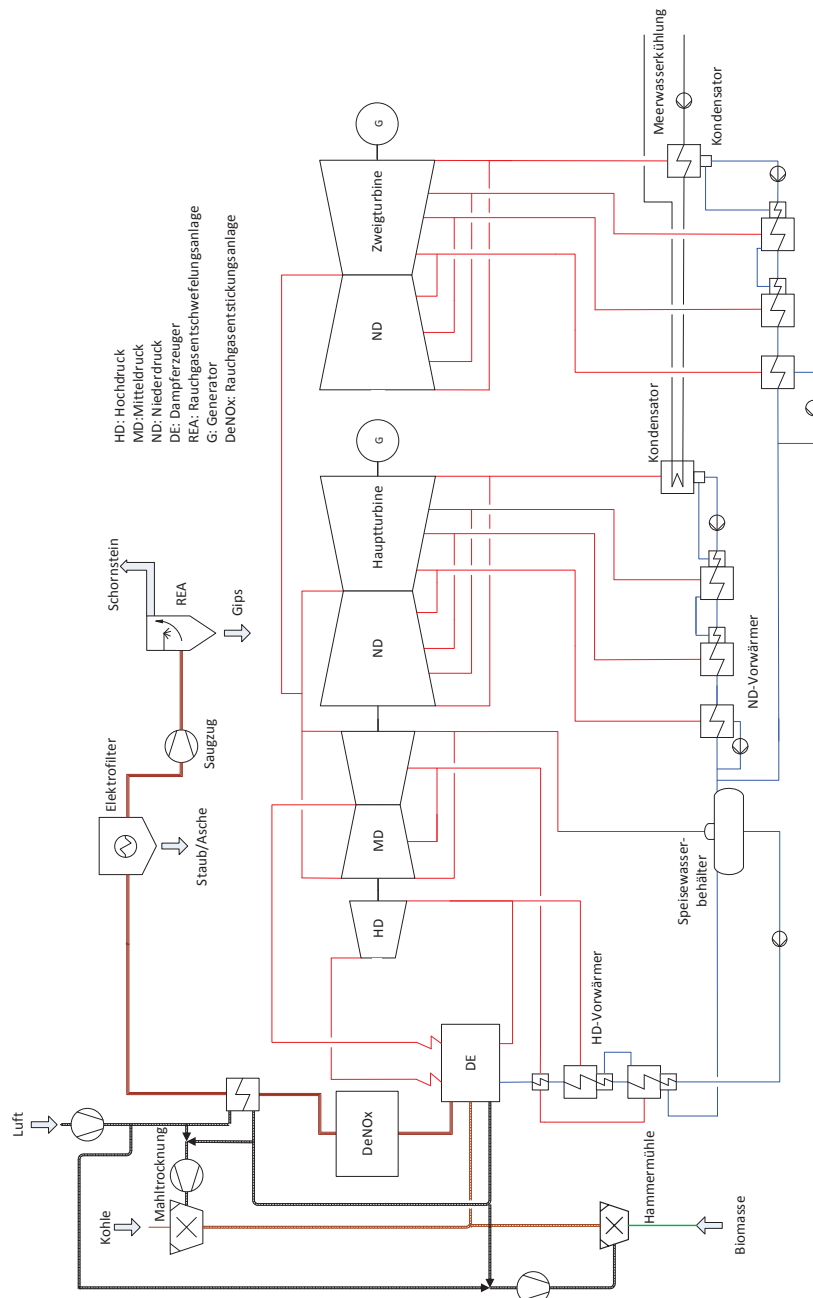 HD: Hochdruck
MD:Mitteldruck
ND: Niederdruck
DE: Dampferzeuger
REA: Rauchgasentschwefelungsanlage
G: Generator
DeNOx: Rauchgasentstickungsanlage
Luft
Kohle
Mahltrocknung
DeNOx
Elektrofilter
Staub/Asche
Saugzug
Schornstein
REA
Gips
Hammermühle
Biomasse
DE
HD-Vorwärmer
HD
MD
ND
Hauptturbine
G
ND
Zweigturbine
G
Speisewasser-
behälter
ND-Vorwärmer
Kondensator
Meerwasserkühlung
Kondensator